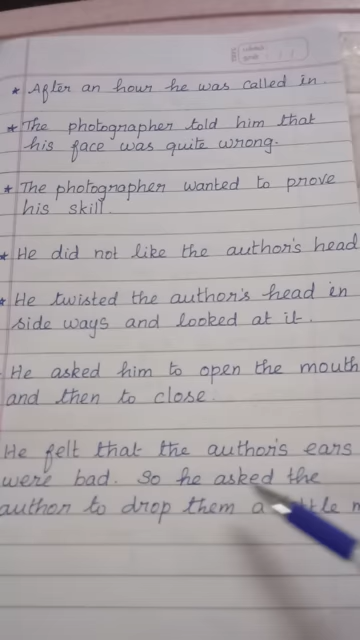 * After an hour he was called in.
* The photographer told him that
his face was quite wrong.
* The photographer wanted to prove
his skill.
* He did not like the author's head
* He twisted the author's head in
side ways and looked at it.
He asked him to open the mouth
and then to close.
He felt that the author's ears
were bad. So he asked the
author to drop them a